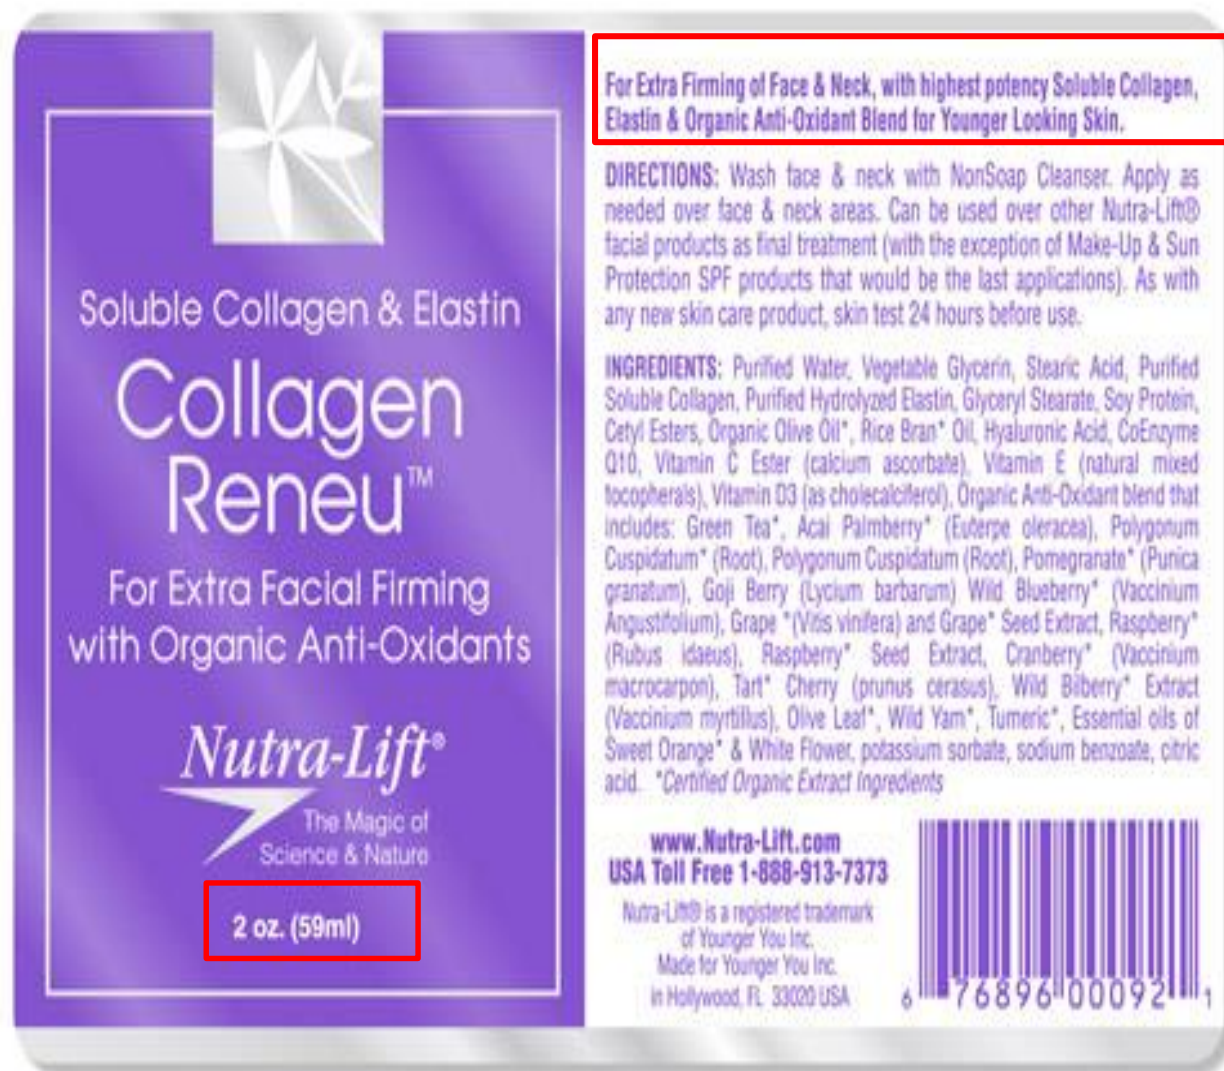 Soluble Collagen & Elastin
Collagen
Reneu™
For Extra Facial Firming
with Organic Anti-Oxidants
Nutra-Lift®
The Magic of
Science & Nature
2 oz. (59ml)
For Extra Firming of Face & Neck, with highest potency Soluble Collagen,
Elastin & Organic Anti-Oxidant Blend for Younger Looking Skin.
DIRECTIONS: Wash face & neck with NonSoap Cleanser. Apply as
needed over face & neck areas. Can be used over other Nutra-Lift®
facial products as final treatment (with the exception of Make-Up & Sun
Protection SPF products that would be the last applications). As with
any new skin care product, skin test 24 hours before use.
INGREDIENTS: Purified Water, Vegetable Glycerin, Stearic Acid, Purified
Soluble Collagen, Purified Hydrolyzed Elastin, Glyceryl Stearate, Soy Protein,
Cetyl Esters, Organic Olive Oil*, Rice Bran* Oil, Hyaluronic Acid, CoEnzyme
Q10, Vitamin C Ester (calcium ascorbate), Vitamin E (natural mixed
tocopherals), Vitamin D3 (as cholecalciferol), Organic Anti-Oxidant blend that
includes: Green Tea*, Acai Palmberry* (Euterpe oleracea), Polygonum
Cuspidatum* (Root), Polygonum Cuspidatum (Root), Pomegranate* (Punica
granatum), Goji Berry (Lycium barbarum) Wild Blueberry* (Vaccinium
Angustifolium), Grape *(Vitis vinifera) and Grape* Seed Extract, Raspberry*
(Rubus idaeus), Raspberry* Seed Extract, Cranberry* (Vaccinium
macrocarpon), Tart* Cherry (prunus cerasus), Wild Bilberry* Extract
(Vaccinium myrtillus), Olive Leaf*, Wild Yam*, Tumeric*, Essential oils of
Sweet Orange* & White Flower, potassium sorbate, sodium benzoate, citric
acid. *Certified Organic Extract Ingredients
www.Nutra-Lift.com
USA Toll Free 1-888-913-7373
Nutra-Lift® is a registered trademark
of Younger You Inc.
Made for Younger You Inc.
in Hollywood, FL 33020 USA
6 76896 00092 1